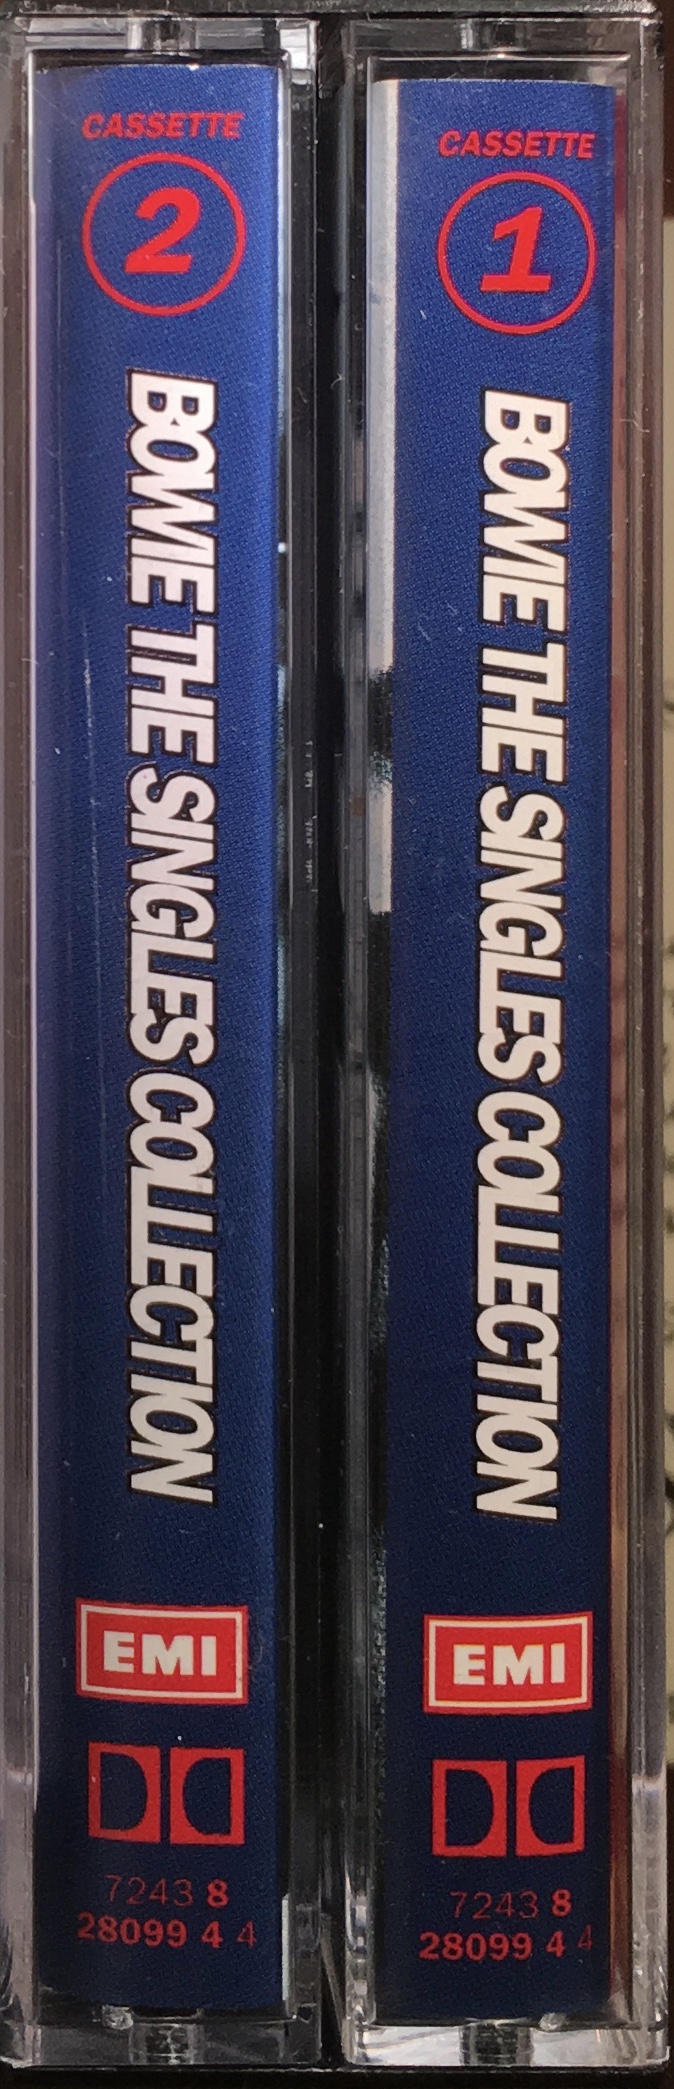 CASSETTE
2
BOWIE THE SINGLES COLLECTION
EMI
7243 8
28099 4 4
CASSETTE
1
BOWIE THE SINGLES COLLECTION
EMI
7243 8
28099 4 4